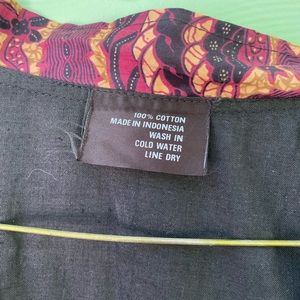 100% COTTON
MADE IN INDONESIA
WASH IN
COLD WATER
LINE DRY